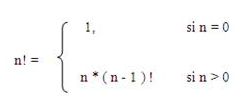 1, si n = 0
n! =
n * ( n - 1 ) ! si n > 0